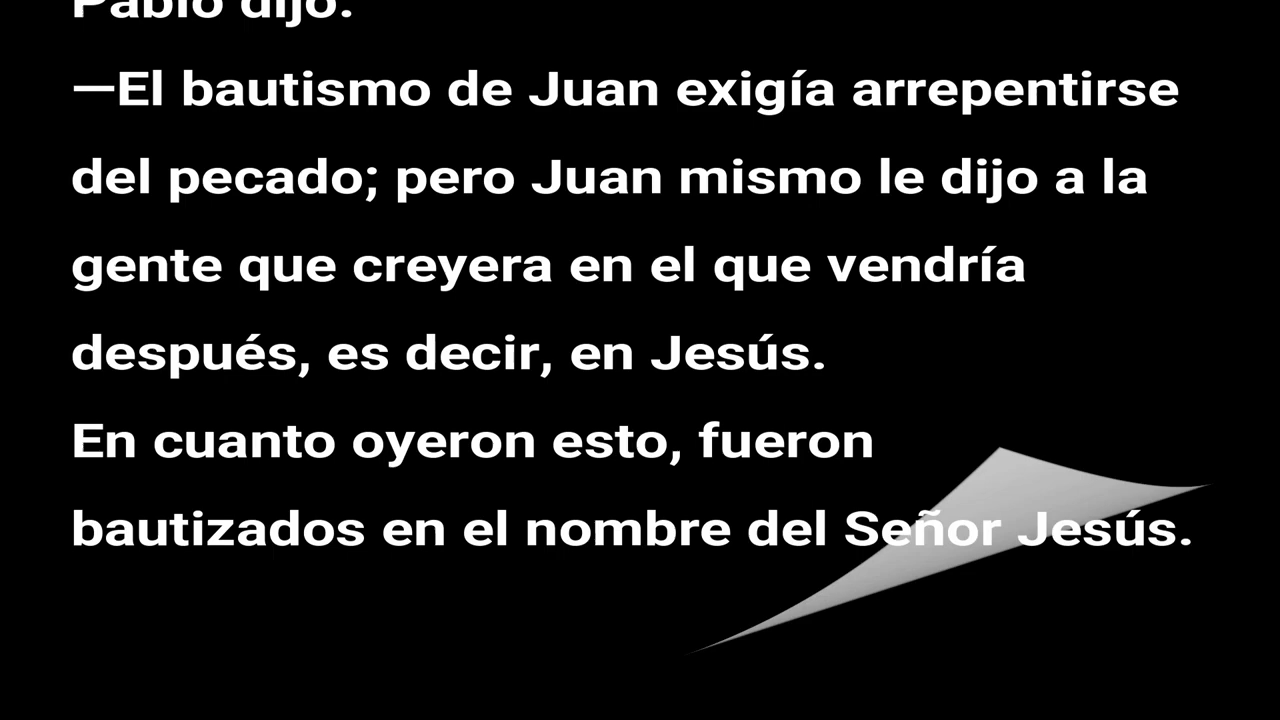 Pablo dijo:
—El bautismo de Juan exigía arrepentirse
del pecado; pero Juan mismo le dijo a la
gente que creyera en el que vendría
después, es decir, en Jesús.
En cuanto oyeron esto, fueron
bautizados en el nombre del Señor Jesús.